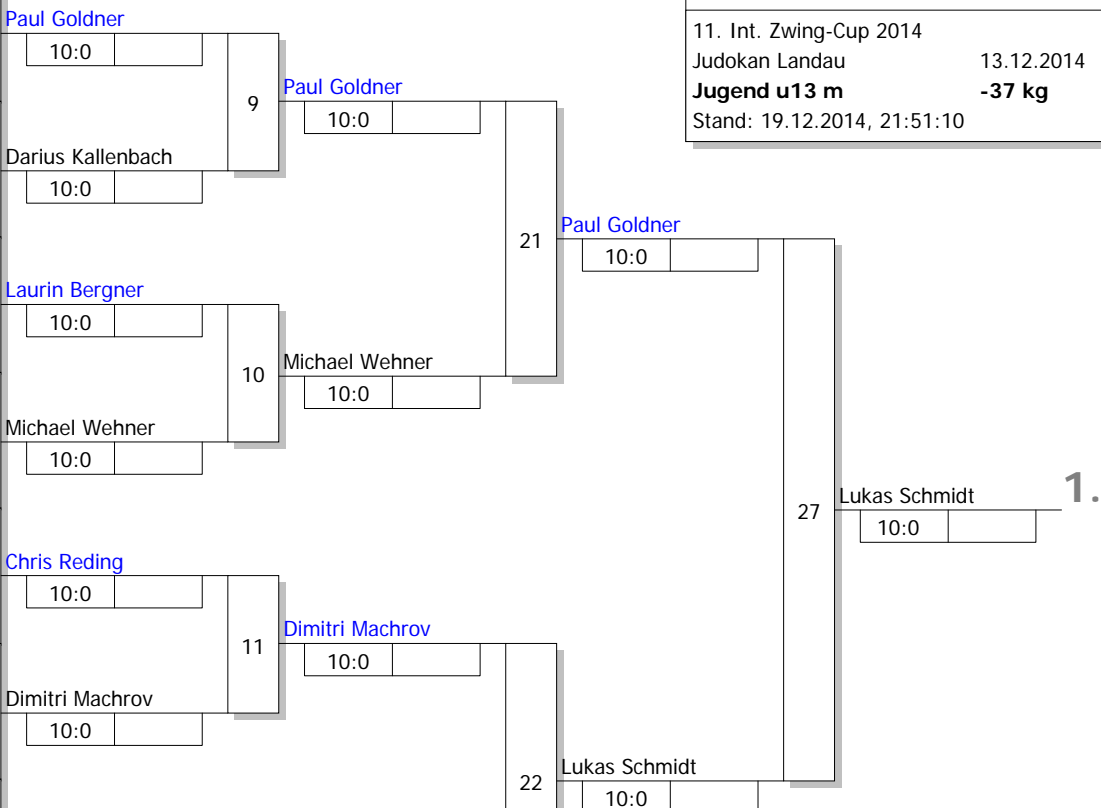 Paul Goldner
10:0
11. Int. Zwing-Cup 2014
Judokan Landau 13.12.2014
Jugend u13 m -37 kg
Stand: 19.12.2014, 21:51:10
9
Paul Goldner
10:0
Darius Kallenbach
10:0
21
Paul Goldner
10:0
Laurin Bergner
10:0
10
Michael Wehner
10:0
Michael Wehner
10:0
27
Lukas Schmidt 1.
10:0
Chris Reding
10:0
11
Dimitri Machrov
10:0
Dimitri Machrov
10:0
22
Lukas Schmidt
10:0